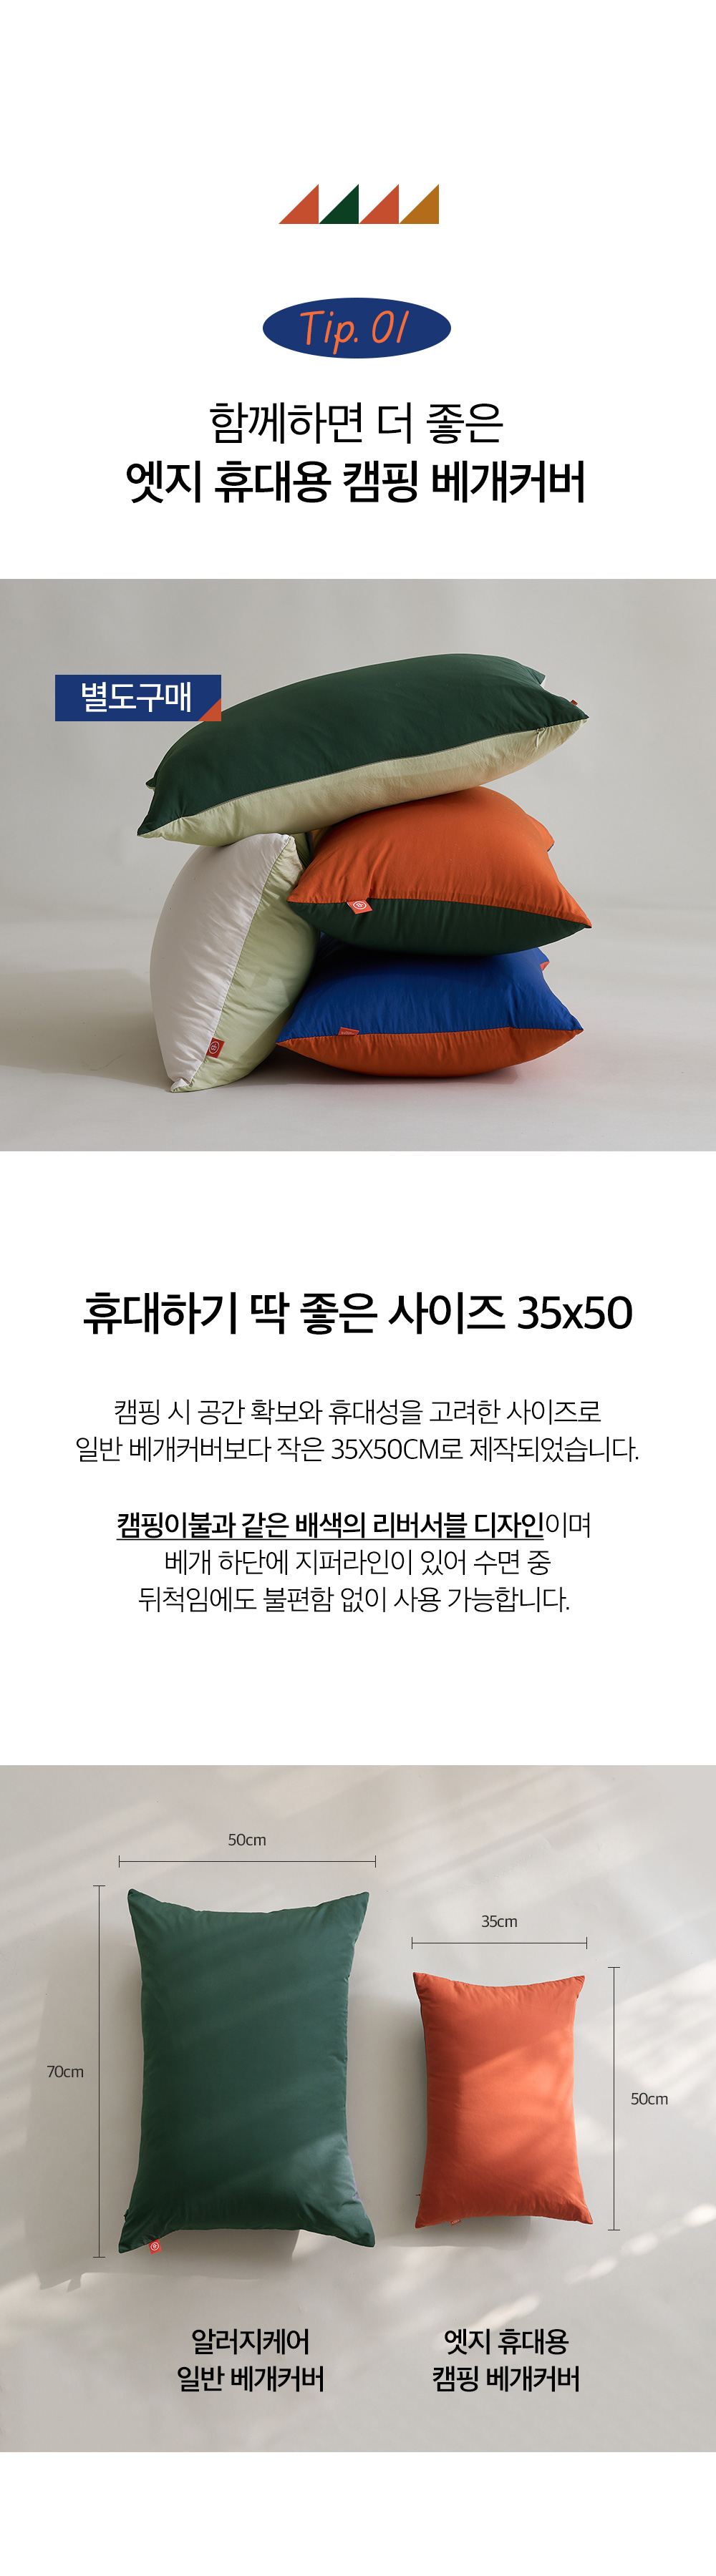 Tip. 01
함께하면 더 좋은
엣지 휴대용 캠핑 베개커버
별도구매
휴대하기 딱 좋은 사이즈 35x50
캠핑 시 공간 확보와 휴대성을 고려한 사이즈로
일반 베개커버보다 작은 35X50CM로 제작되었습니다.
캠핑이불과 같은 배색의 리버서블 디자인이며
베개 하단에 지퍼라인이 있어 수면 중
뒤척임에도 불편함 없이 사용 가능합니다.
50cm
35cm
70cm
50cm
알러지케어
일반 베개커버
엣지 휴대용
캠핑 베개커버